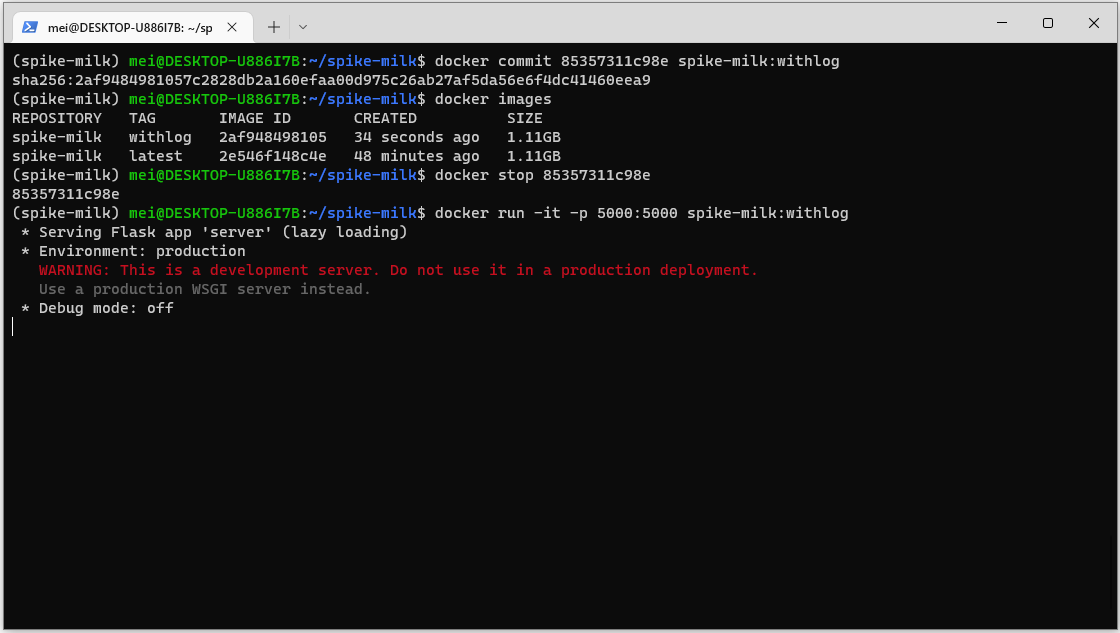 mei@DESKTOP-U886I7B: ~/sp
(spike-milk) mei@DESKTOP-U886I7B:~/spike-milk$ docker commit 85357311c98e spike-milk:withlog
sha256:2af9484981057c2828db2a160efaa00d975c26ab27af5da56e6f4dc41460eea9
(spike-milk) mei@DESKTOP-U886I7B:~/spike-milk$ docker images
REPOSITORY   TAG       IMAGE ID       CREATED          SIZE
spike-milk   withlog   2af948498105   34 seconds ago   1.11GB
spike-milk   latest    2e546f148c4e   48 minutes ago   1.11GB
(spike-milk) mei@DESKTOP-U886I7B:~/spike-milk$ docker stop 85357311c98e
85357311c98e
(spike-milk) mei@DESKTOP-U886I7B:~/spike-milk$ docker run -it -p 5000:5000 spike-milk:withlog
 * Serving Flask app 'server' (lazy loading)
 * Environment: production
   WARNING: This is a development server. Do not use it in a production deployment.
   Use a production WSGI server instead.
 * Debug mode: off